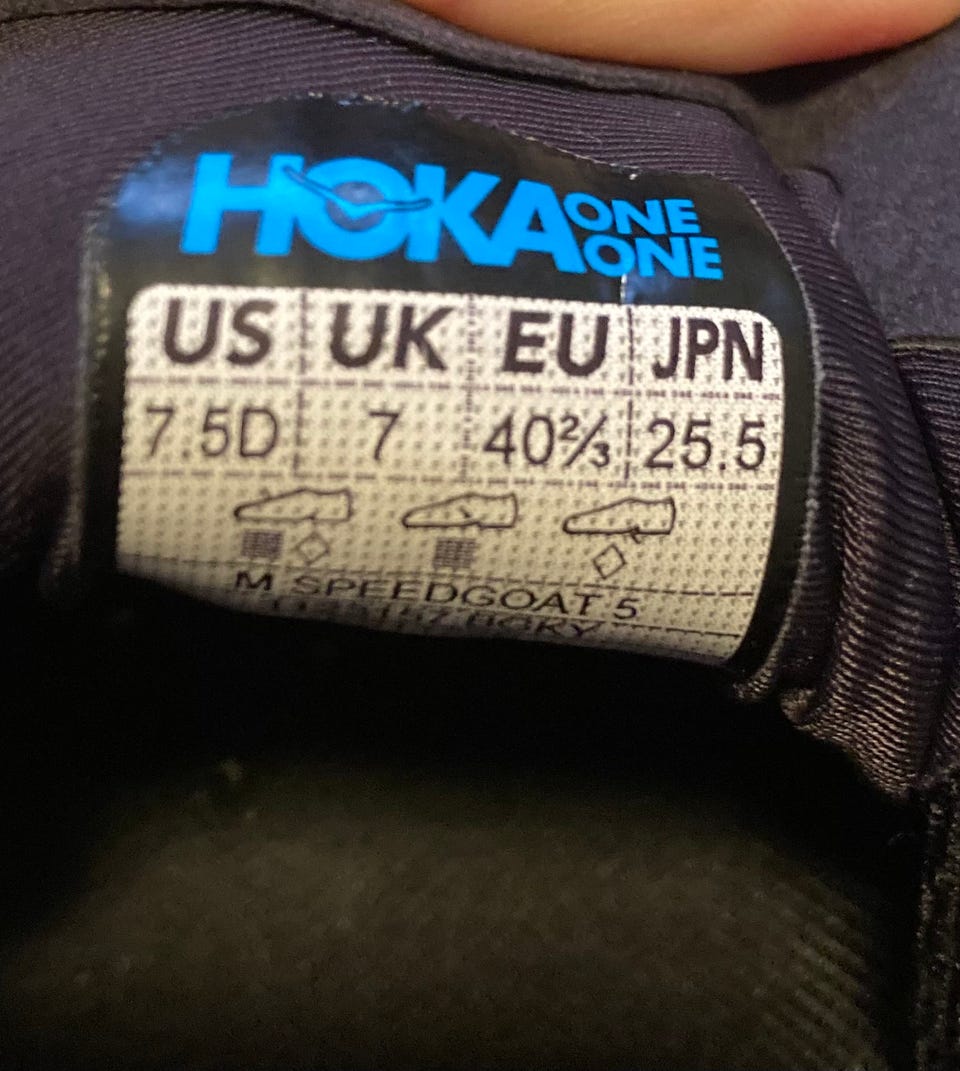 HOKA ONE ONE
US UK EU JPN
7.5D 7 40⅔ 25.5
M SPEEDGOAT 5